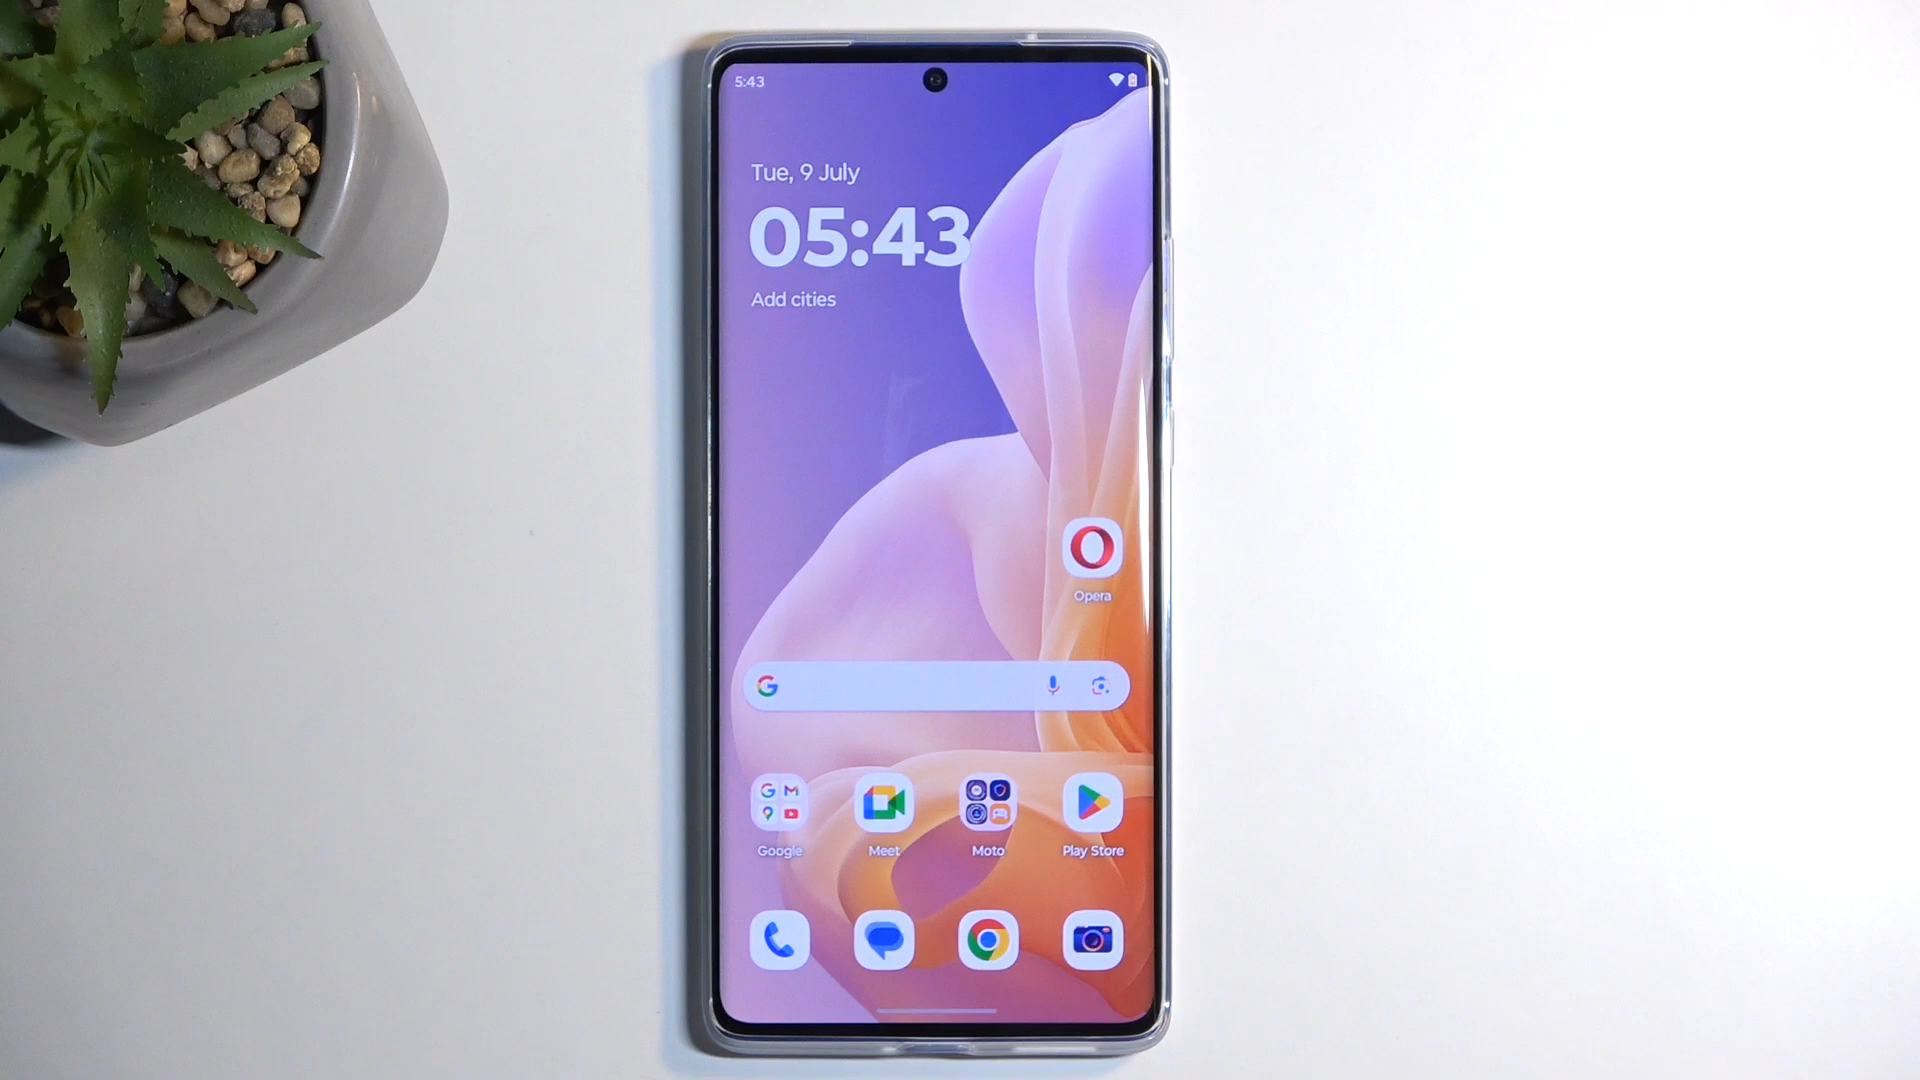 5:43
Tue, 9 July
05:43
Add cities
Opera
Google
Meet
Moto
Play Store